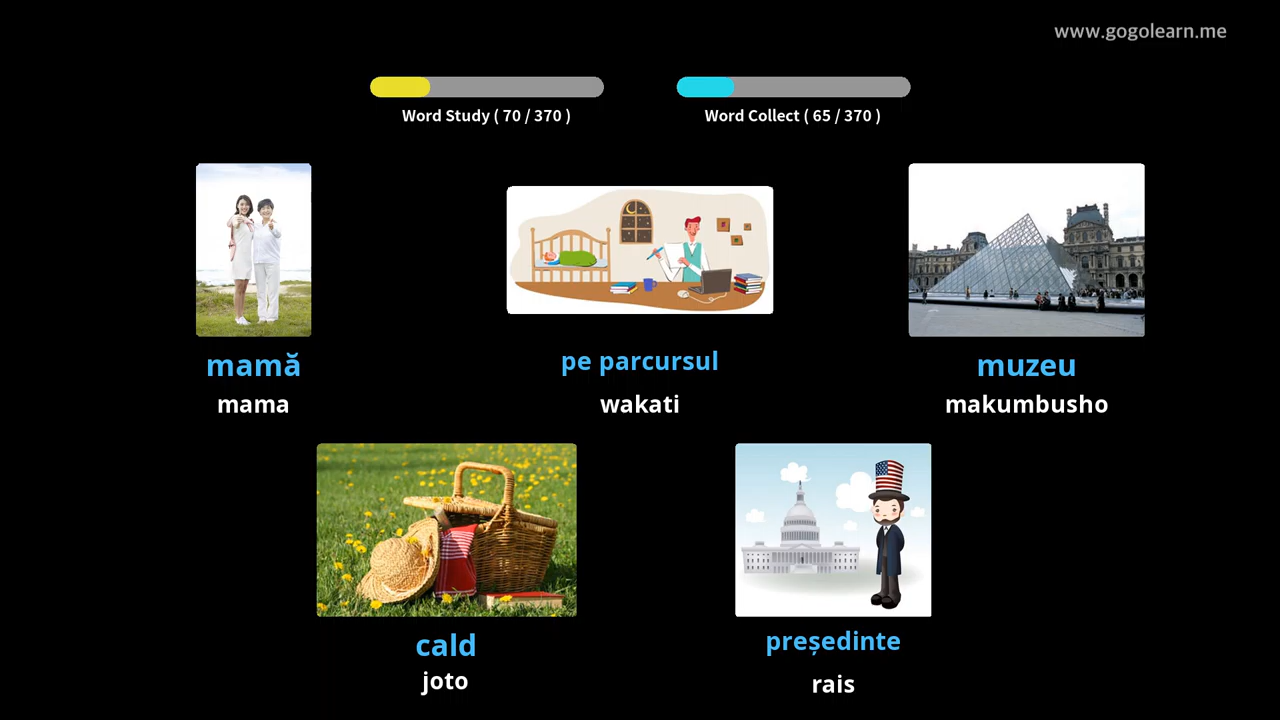 www.gogolearn.me
Word Study ( 70 / 370 )
Word Collect ( 65 / 370 )
mamă
mama
pe parcursul
wakati
muzeu
makumbusho
cald
joto
președinte
rais